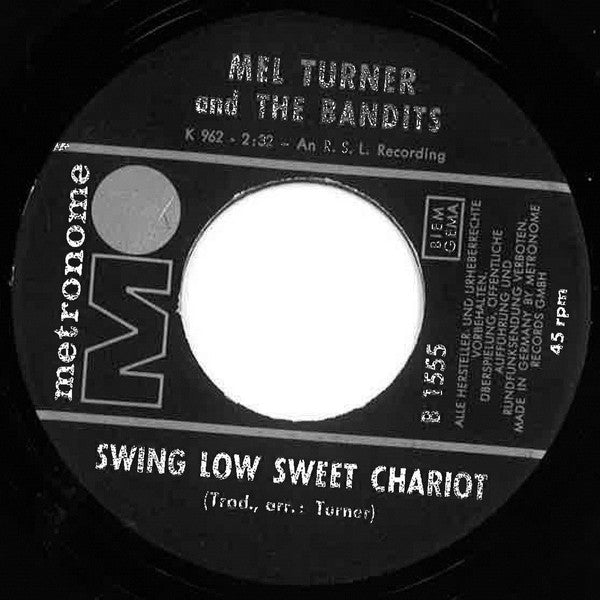 MEL TURNER
and THE BANDITS
K 962 - 2:32 - An R. S. L. Recording
metronome
M
BIEM
GEMA
B 1555
ALLE HERSTELLER- UND URHEBERRECHTE
VORBEHALTEN.
ÜBERSPIELUNG, ÖFFENTLICHE
AUFFÜHRUNG UND
RUNDFUNKSENDUNG VERBOTEN.
MADE IN GERMANY BY METRONOME
RECORDS GMBH
45 rpm
SWING LOW SWEET CHARIOT
(Trad., arr.: Turner)